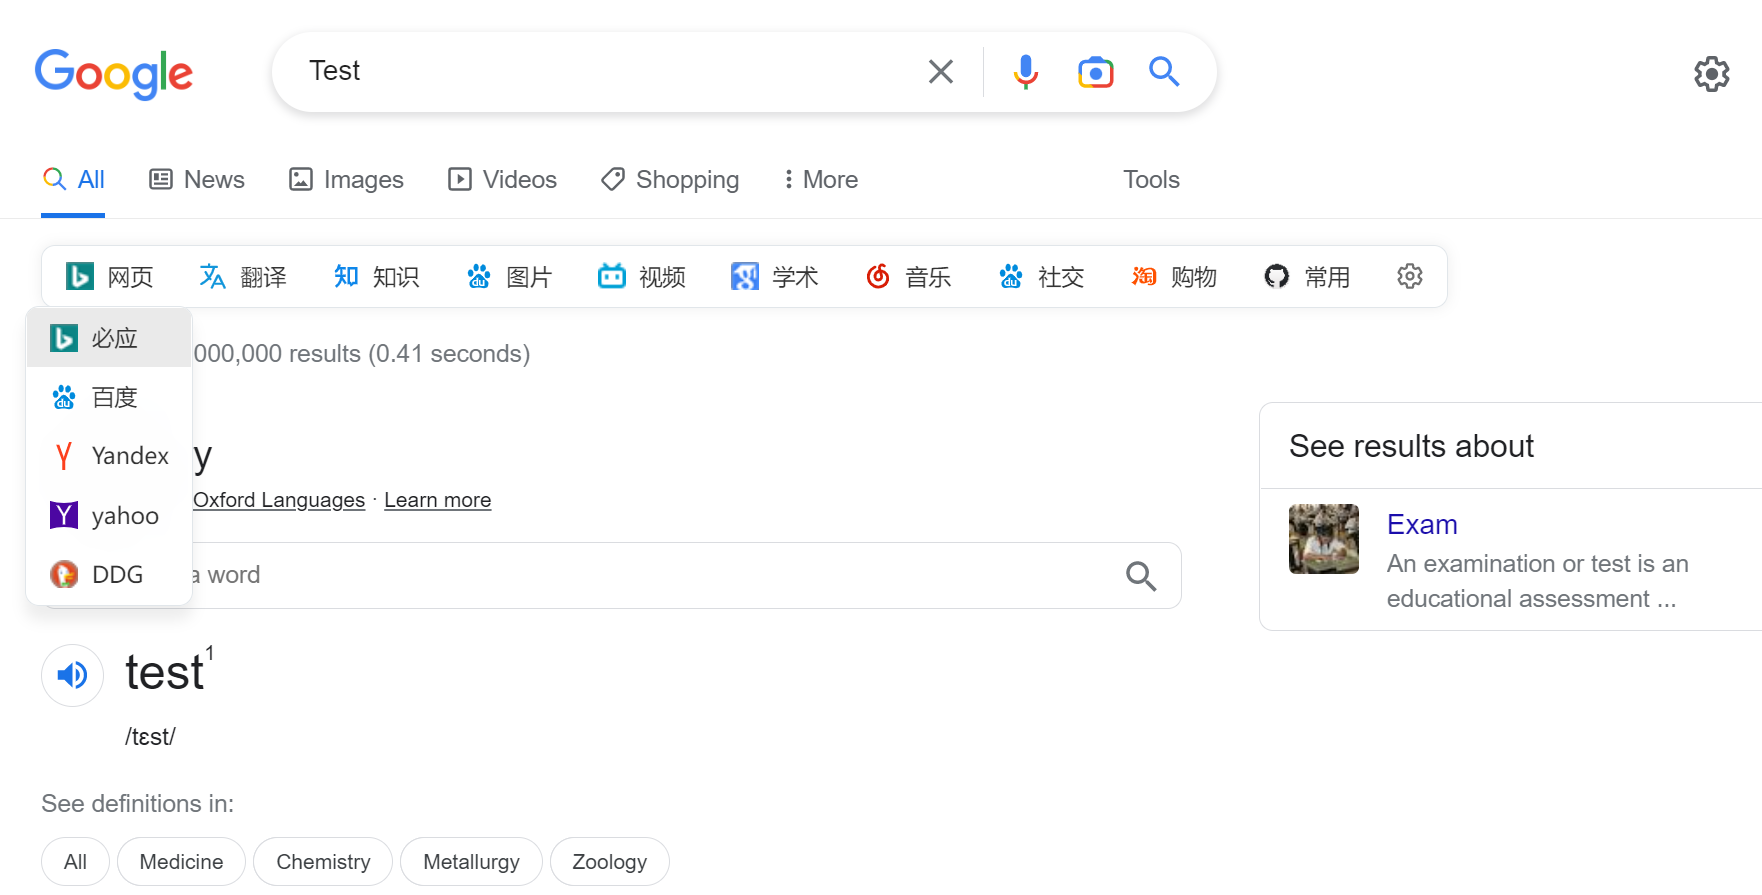 Google
Test
All News Images Videos Shopping More Tools
网页 翻译 知识 图片 视频 学术 音乐 社交 购物 常用
必应
000,000 results (0.41 seconds)
百度
Yandex
y
yahoo
Oxford Languages · Learn more
DDG
a word
See results about
Exam
An examination or test is an
educational assessment ...
test1
/tɛst/
See definitions in:
All Medicine Chemistry Metallurgy Zoology